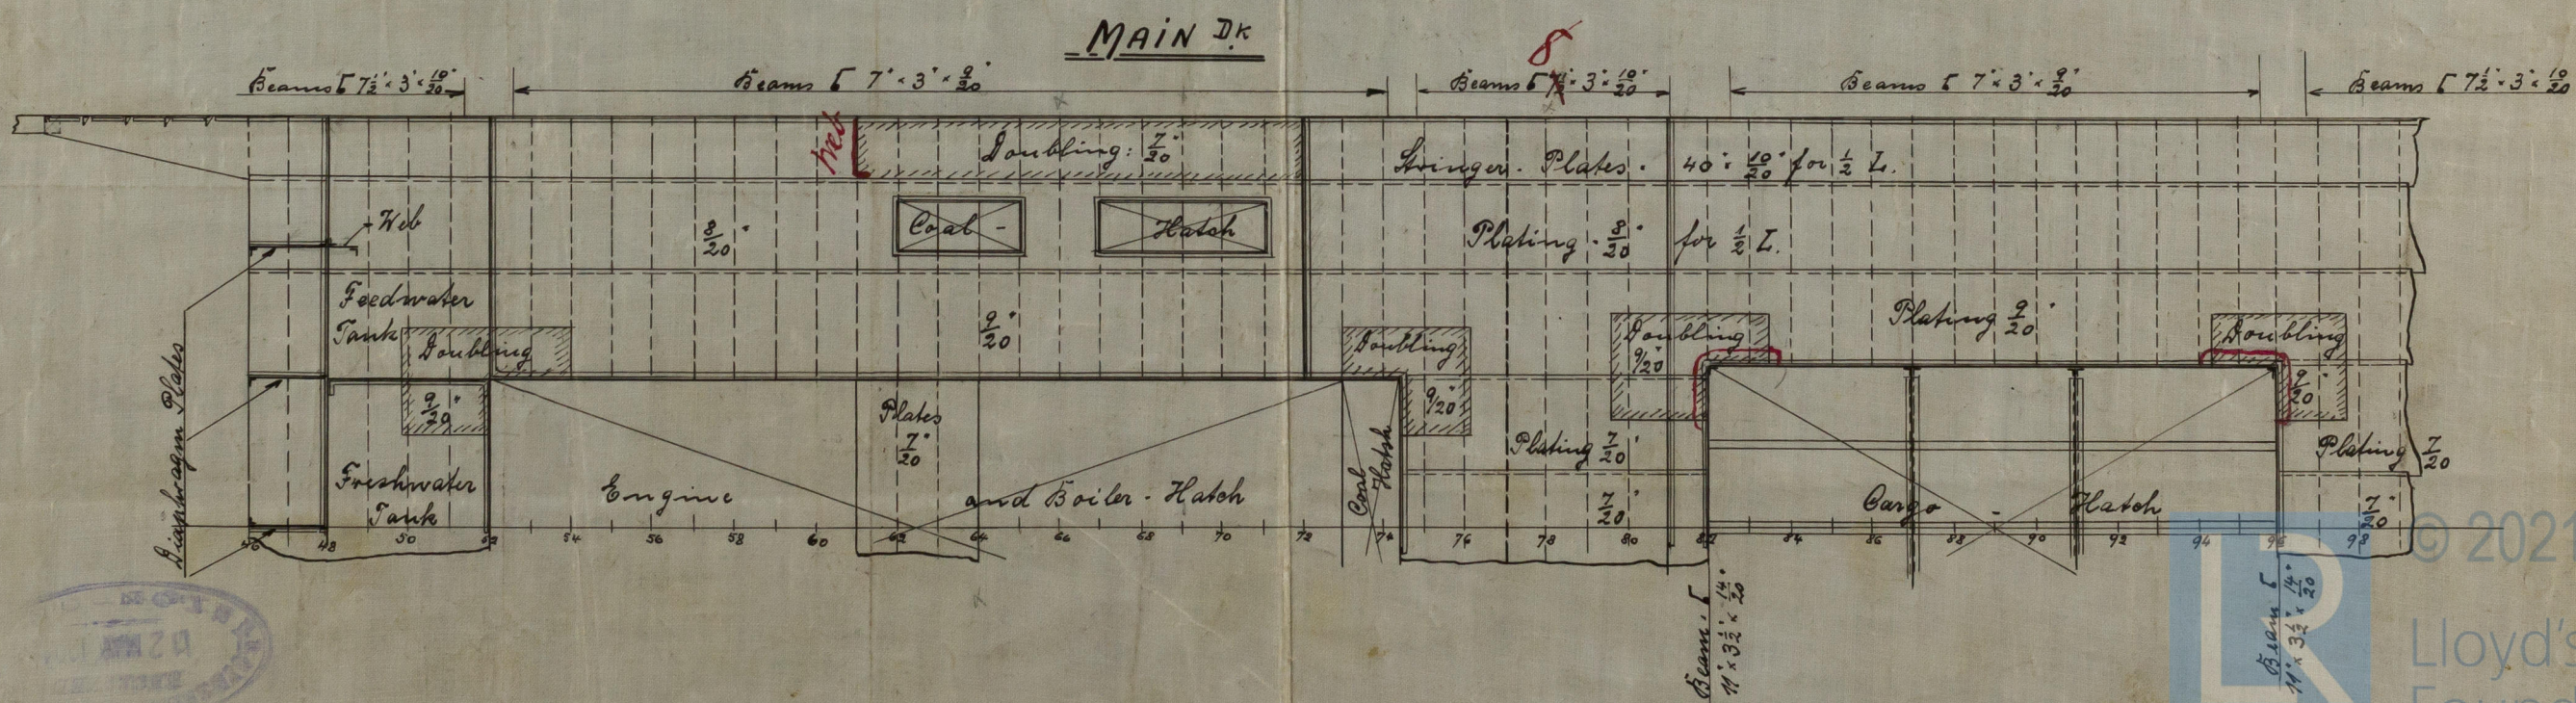 MAIN DK
8
Beams [ 7½" × 3" × 10/20"
Beams [ 7" × 3" × 9/20"
Beams [ 7½" × 3" × 10/20"
Beams [ 7" × 3" × 9/20"
Beams [ 7½" × 3" × 10/20
web
Doubling: 7/20"
Stringer - Plates. 40" × 10/20" for ½ L.
Web
8/20"
Coal - Hatch
Plating - 8/20" for ½ L.
Feedwater
Tank
Doubling
9/20"
9/20"
Doubling
9/20"
Doubling
9/20"
Plating 9/20"
Doubling
9/20"
Diaphragm Plates
Freshwater
Tank
Plates
7/20"
Engine and Boiler - Hatch
Coal
Hatch
Plating 7/20"
7/20"
Cargo - Hatch
Plating 7/20
7/20"
46 48 50 52 54 56 58 60 62 64 66 68 70 72 74 76 78 80 82 84 86 88 90 92 94 96 98
Beam. [
11" × 3½" × 14/20"
Beam [
11" × 3½" × 14/20"
© 2021
Lloyd's